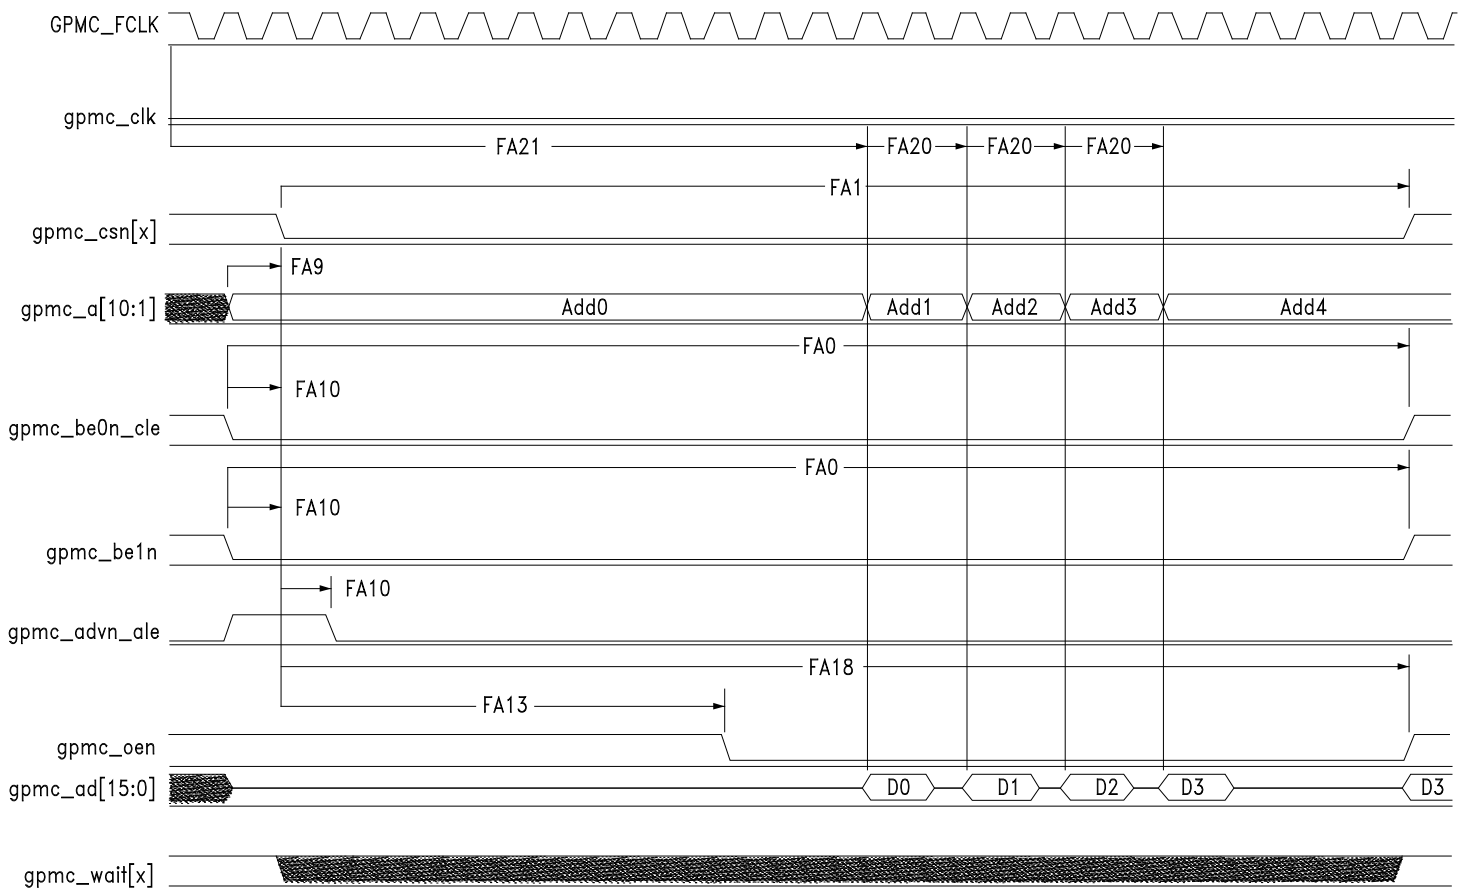 GPMC_FCLK
gpmc_clk
FA21 FA20 FA20 FA20
FA1
gpmc_csn[x]
FA9
gpmc_a[10:1] Add0 Add1 Add2 Add3 Add4
FA0
FA10
gpmc_be0n_cle
FA0
FA10
gpmc_be1n
FA10
gpmc_advn_ale
FA18
FA13
gpmc_oen
gpmc_ad[15:0] D0 D1 D2 D3 D3
gpmc_wait[x]